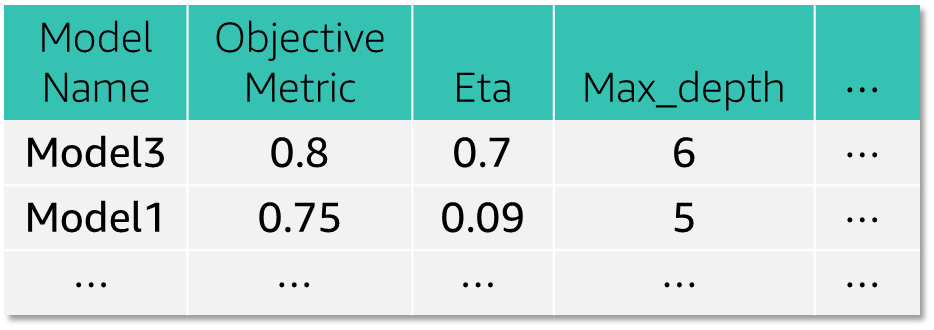 Model Name Objective Metric Eta Max_depth ...
Model3 0.8 0.7 6 ...
Model1 0.75 0.09 5 ...
... ... ... ... ...